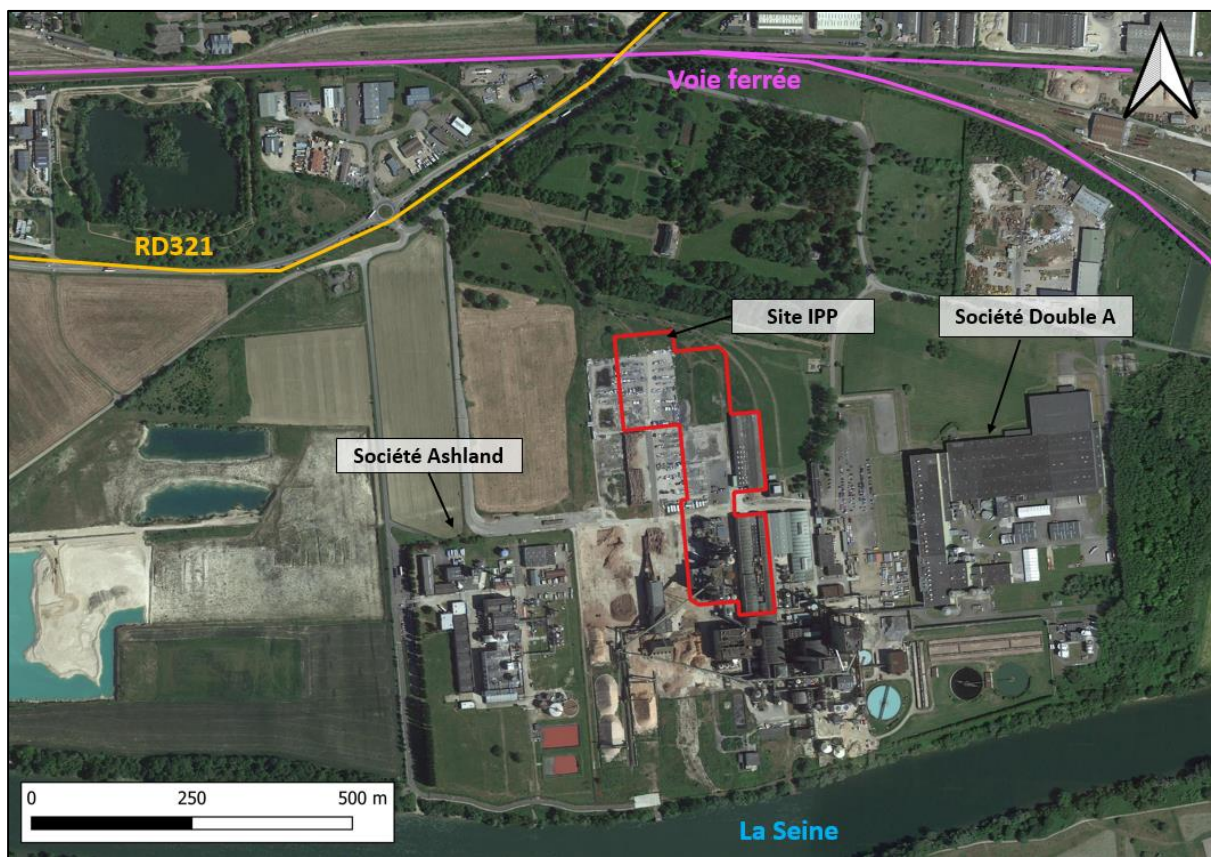 Voie ferrée
RD321
Site IPP
Société Double A
Société Ashland
0 250 500 m
La Seine